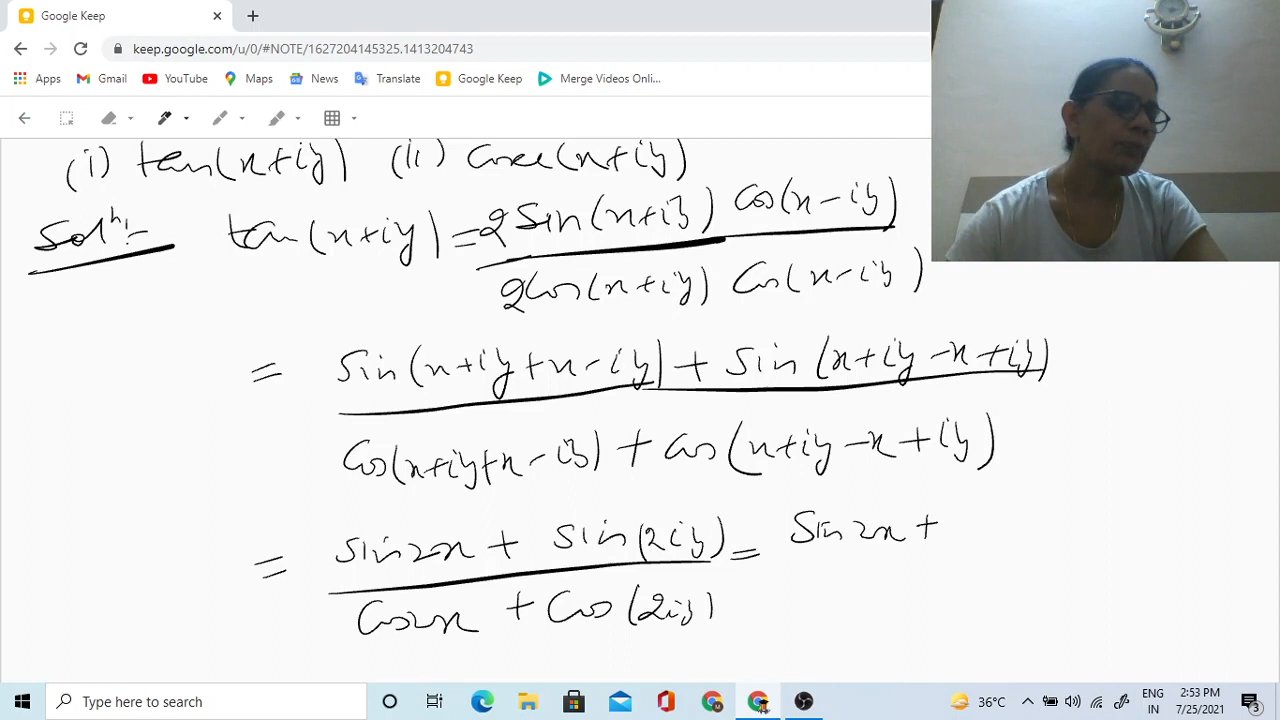 Google Keep
keep.google.com/u/0/#NOTE/1627204145325.1413204743
Apps Gmail YouTube Maps News Translate Google Keep Merge Videos Onl...
(i) tan(x+iy) (ii) Cosec(x+iy)
Solⁿ:- tan(x+iy) = 2Sin(x+iy) Cos(x-iy)
2Cos(x+iy) Cos(x-iy)
= Sin(x+iy+x-iy) + Sin(x+iy-x+iy)
Cos(x+iy+x-iy) + Cos(x+iy-x+iy)
= Sin2x + Sin(2iy) = Sin2x +
Cos2x + Cos(2iy)
Type here to search
36°C
ENG
IN
2:53 PM
7/25/2021
3